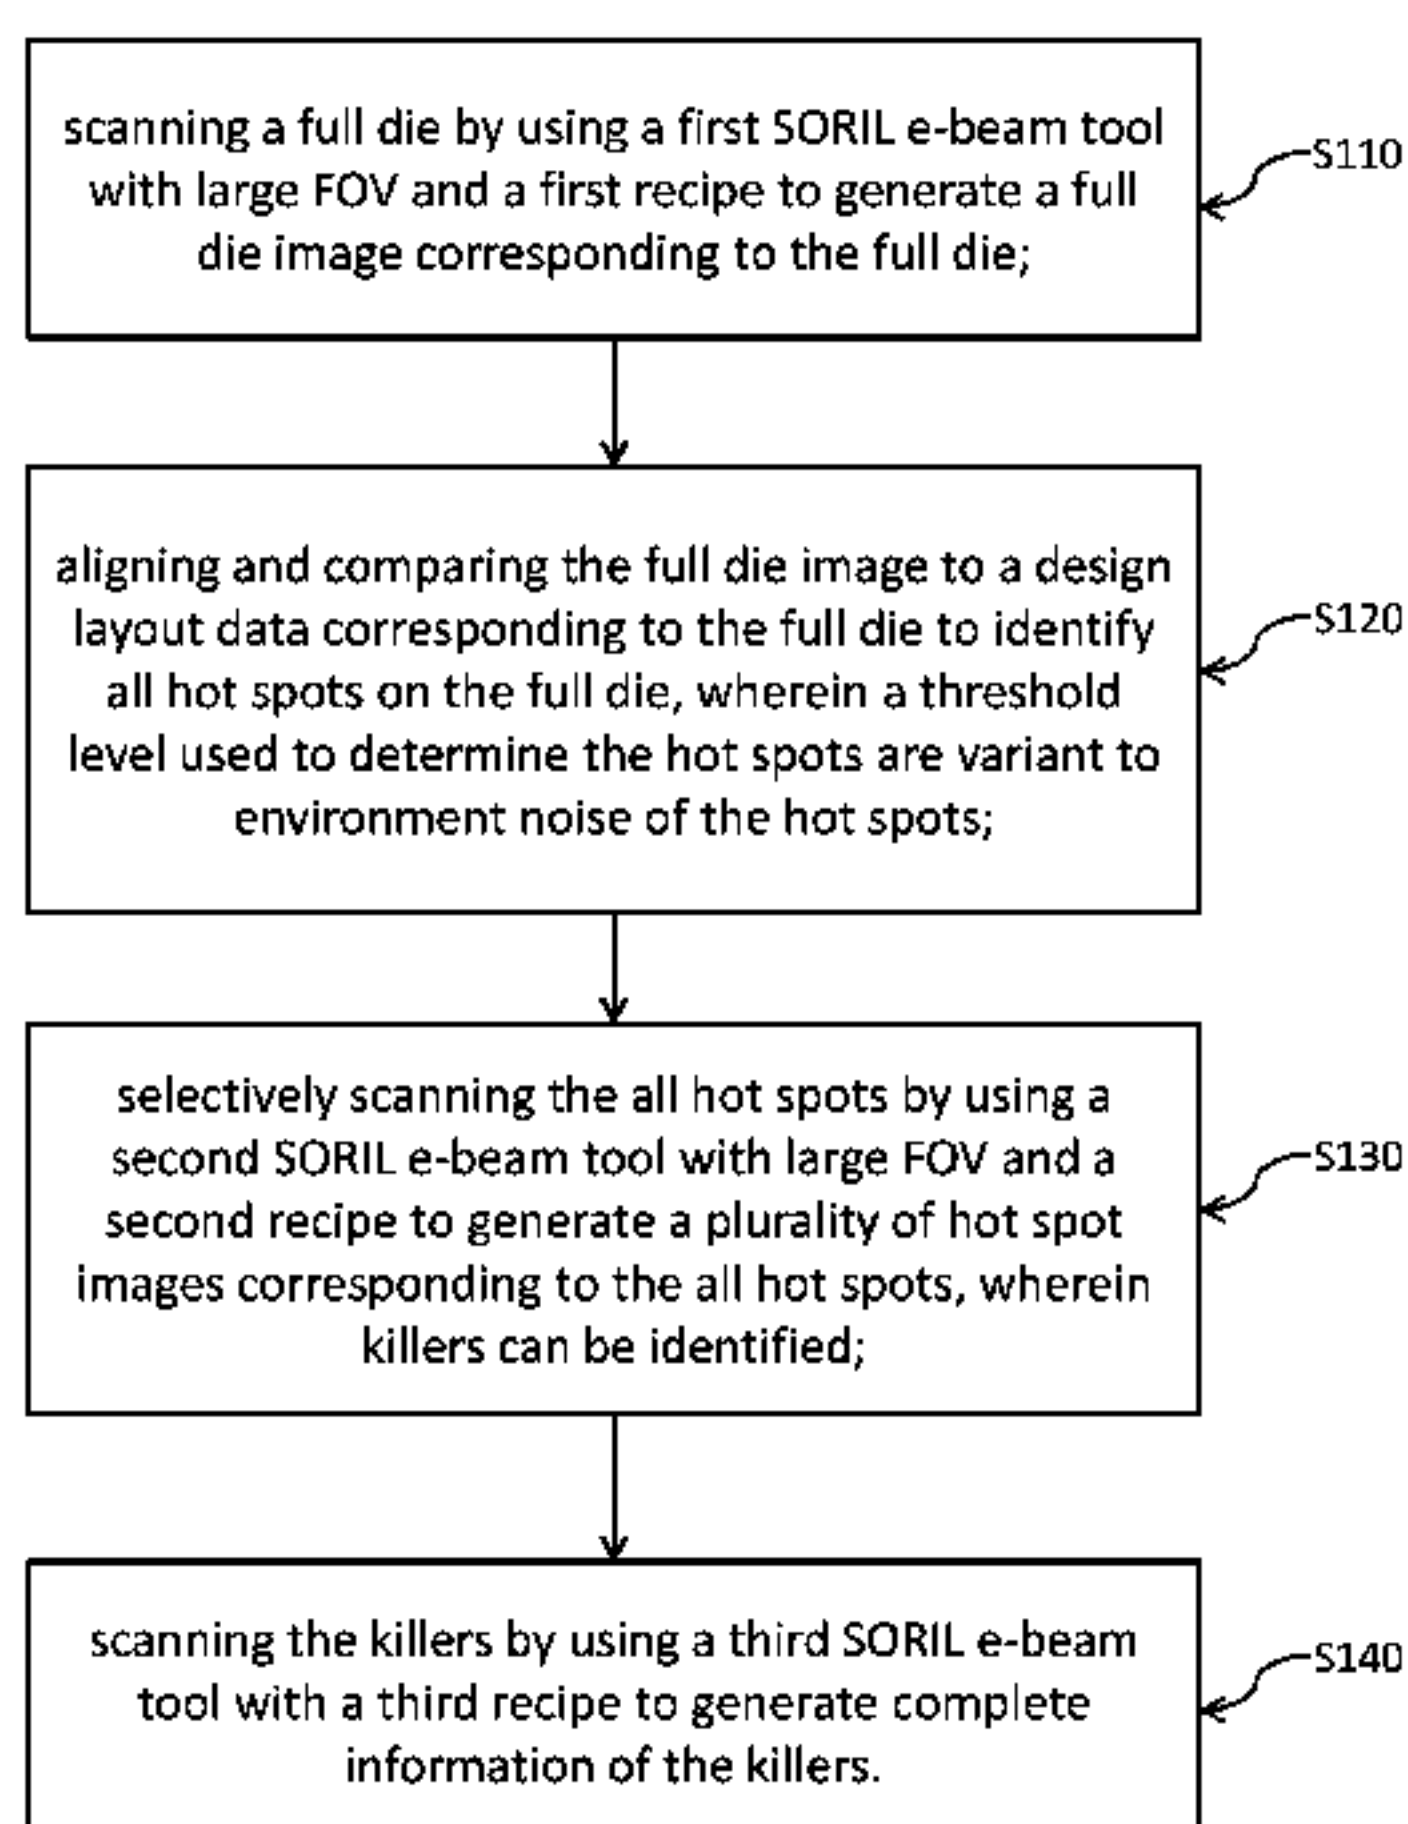 scanning a full die by using a first SORIL e-beam tool
with large FOV and a first recipe to generate a full
die image corresponding to the full die;
S110
aligning and comparing the full die image to a design
layout data corresponding to the full die to identify
all hot spots on the full die, wherein a threshold
level used to determine the hot spots are variant to
environment noise of the hot spots;
S120
selectively scanning the all hot spots by using a
second SORIL e-beam tool with large FOV and a
second recipe to generate a plurality of hot spot
images corresponding to the all hot spots, wherein
killers can be identified;
S130
scanning the killers by using a third SORIL e-beam
tool with a third recipe to generate complete
information of the killers.
S140